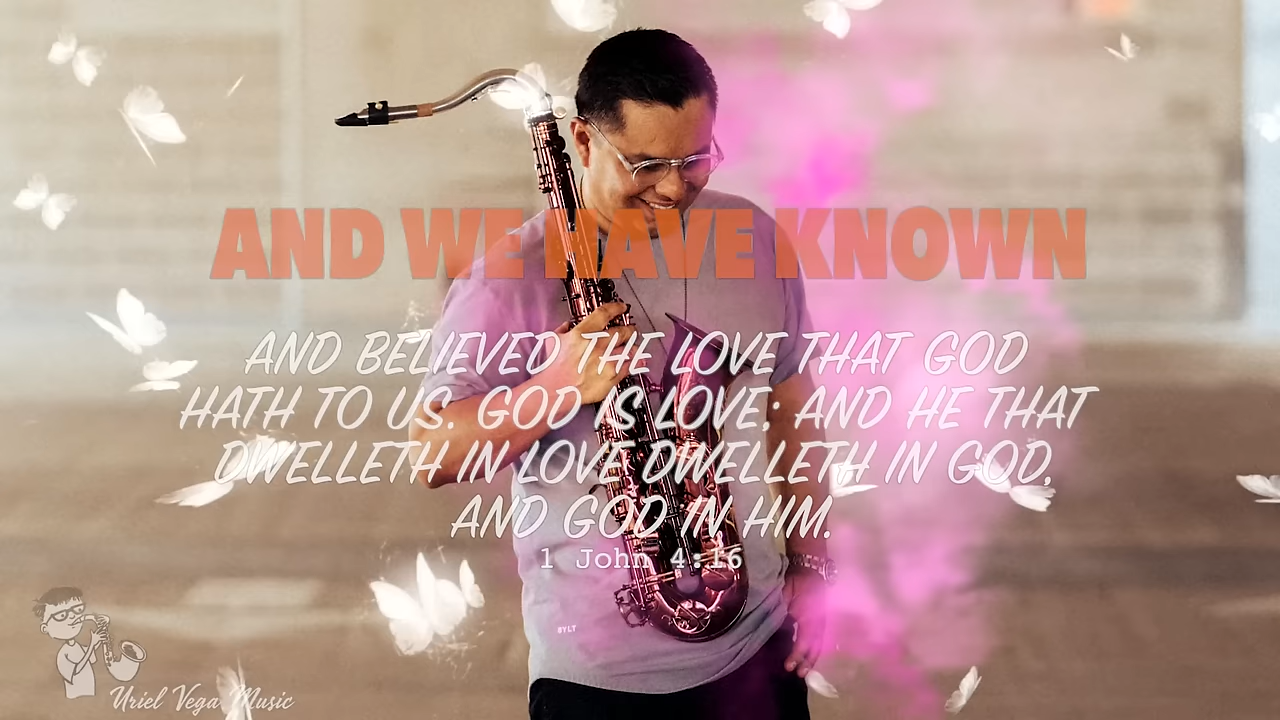 AND WE HAVE KNOWN
AND BELIEVED THE LOVE THAT GOD
HATH TO US. GOD IS LOVE; AND HE THAT
DWELLETH IN LOVE DWELLETH IN GOD,
AND GOD IN HIM.
1 John 4:16
BYLT
Uriel Vega Music